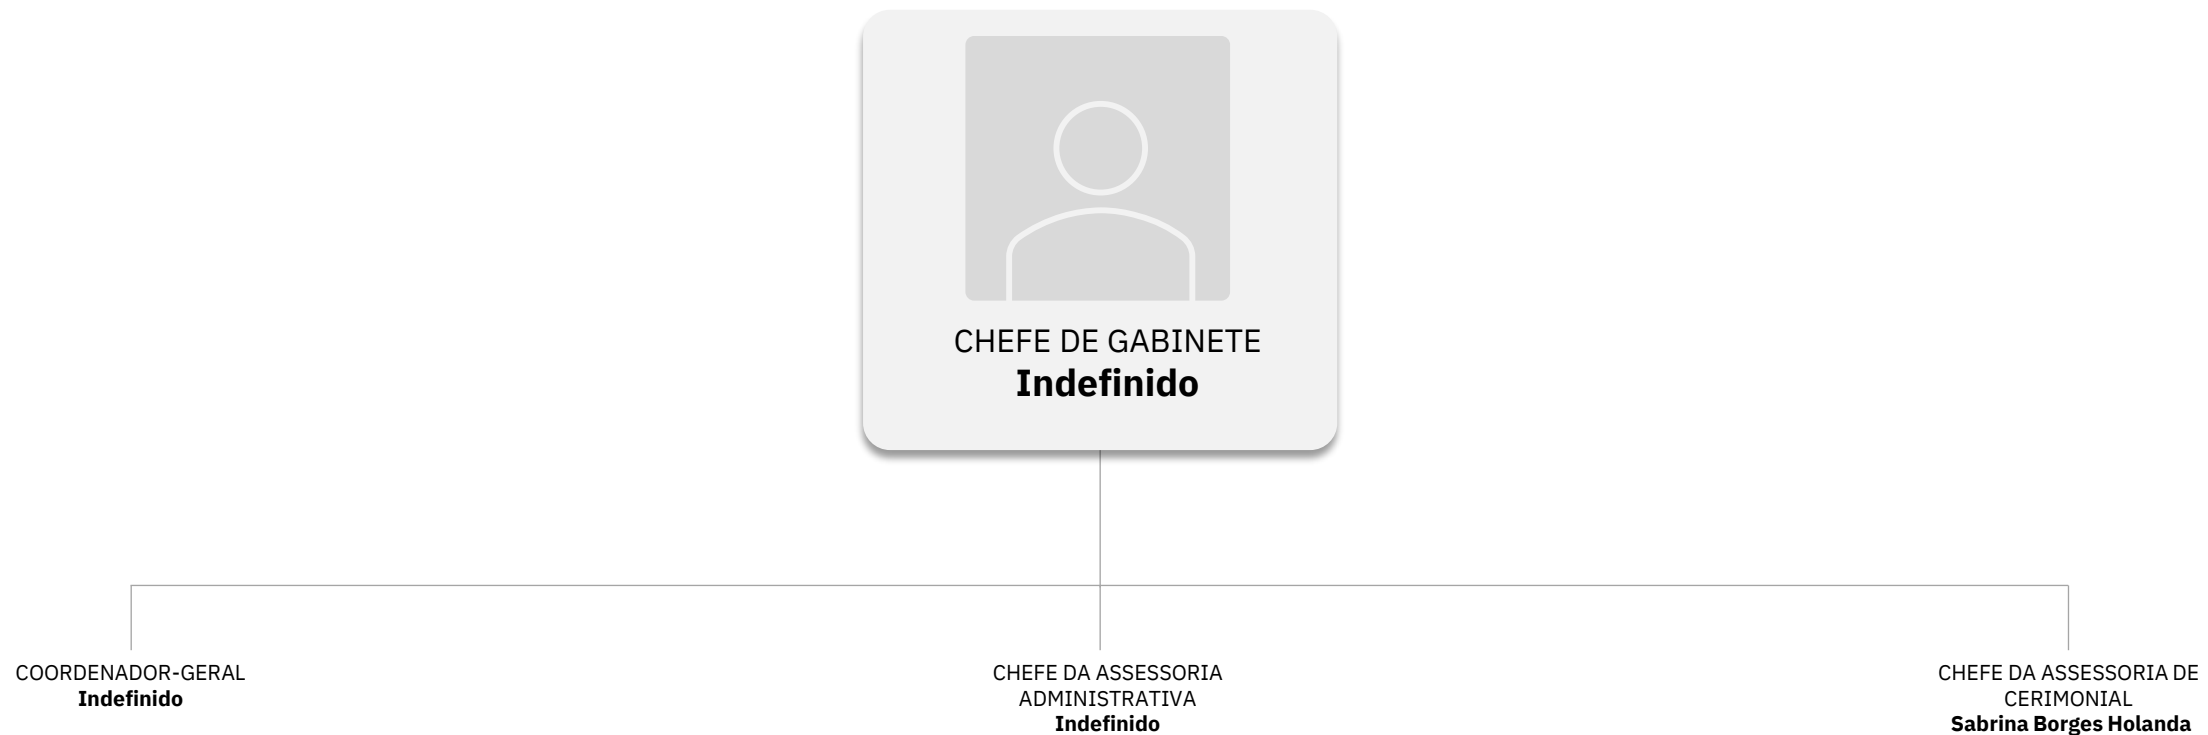 CHEFE DE GABINETE
Indefinido
COORDENADOR-GERAL
Indefinido
CHEFE DA ASSESSORIA
ADMINISTRATIVA
Indefinido
CHEFE DA ASSESSORIA DE
CERIMONIAL
Sabrina Borges Holanda